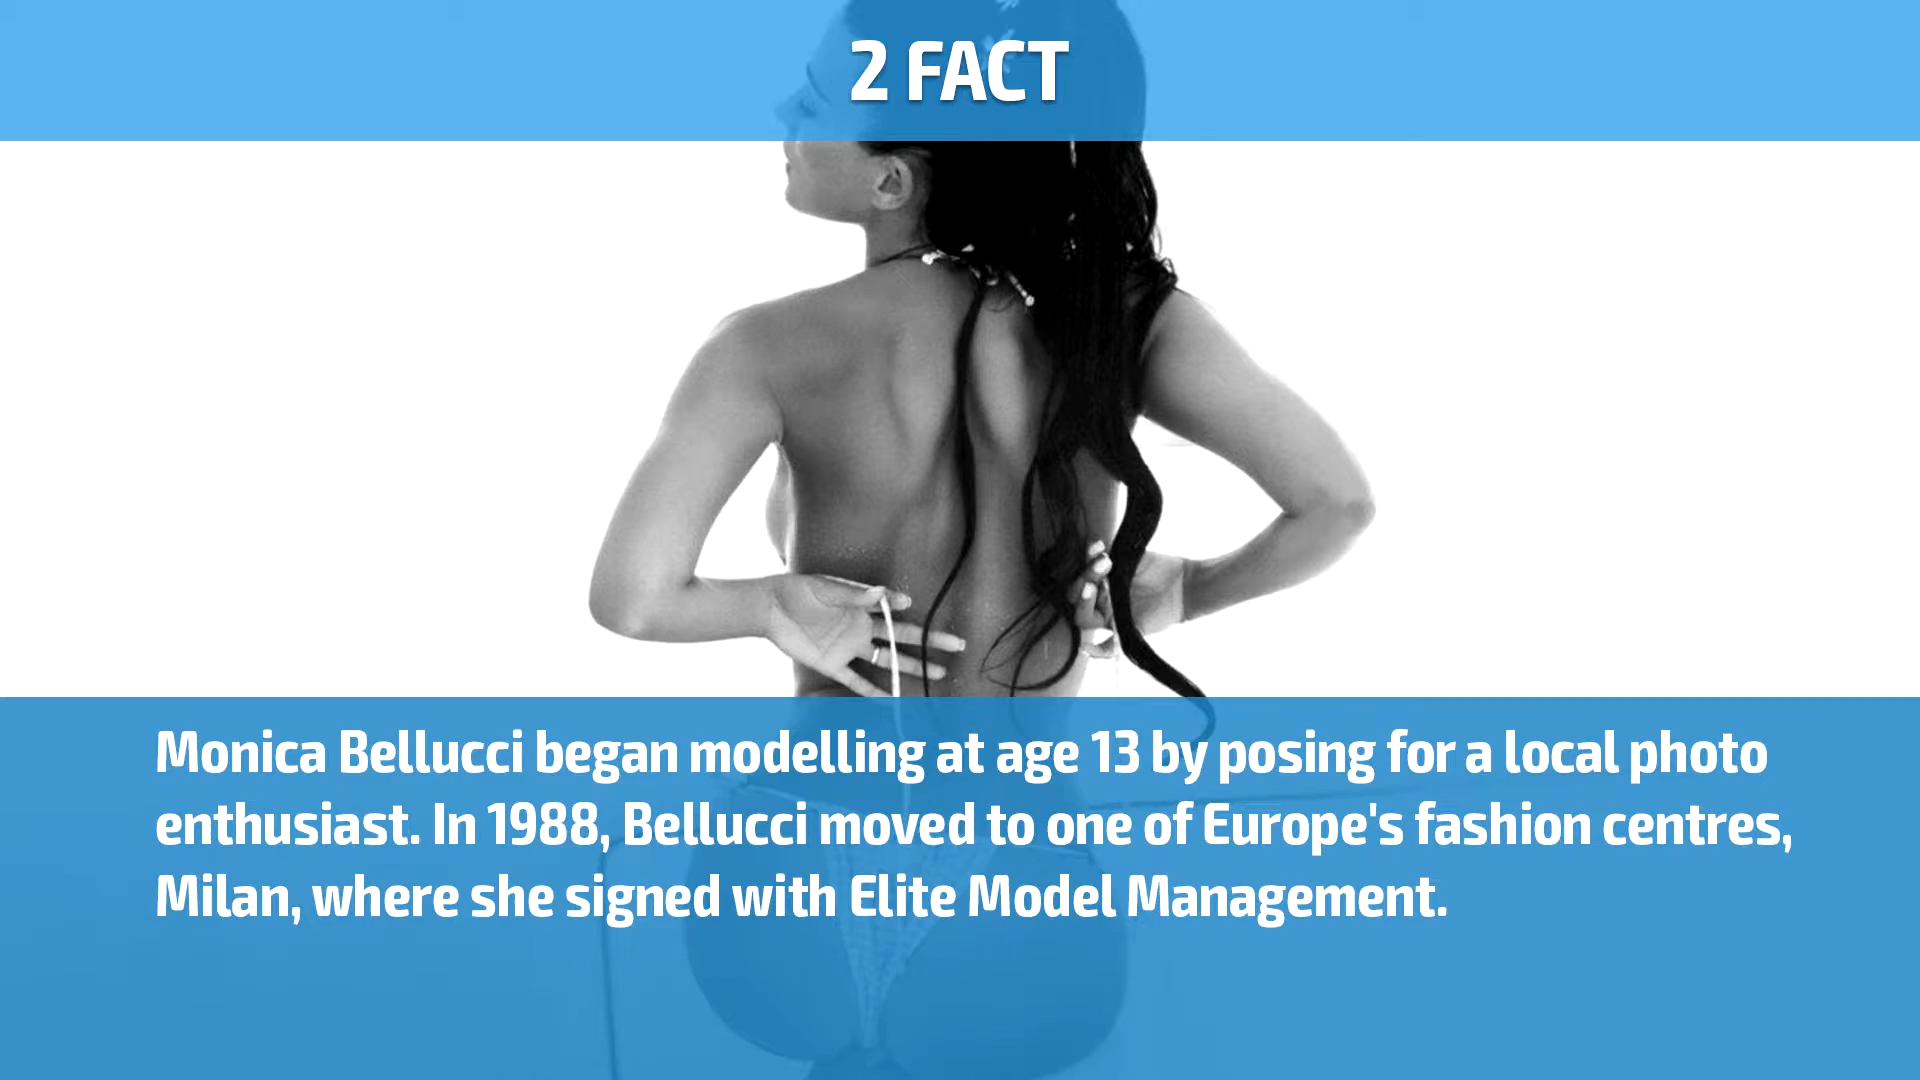 2 FACT
Monica Bellucci began modelling at age 13 by posing for a local photo
enthusiast. In 1988, Bellucci moved to one of Europe's fashion centres,
Milan, where she signed with Elite Model Management.